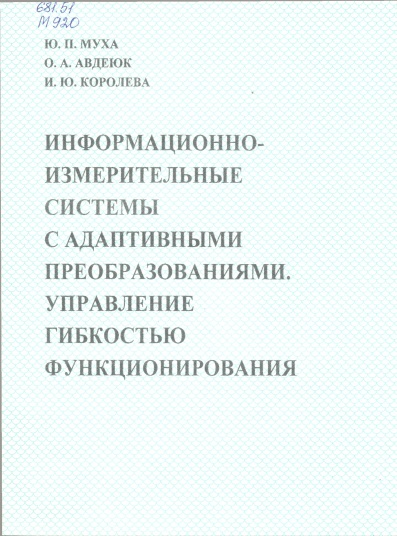 681.51
М920
Ю. П. МУХА
О. А. АВДЕЮК
И. Ю. КОРОЛЕВА
ИНФОРМАЦИОННО-
ИЗМЕРИТЕЛЬНЫЕ
СИСТЕМЫ
С АДАПТИВНЫМИ
ПРЕОБРАЗОВАНИЯМИ.
УПРАВЛЕНИЕ
ГИБКОСТЬЮ
ФУНКЦИОНИРОВАНИЯ